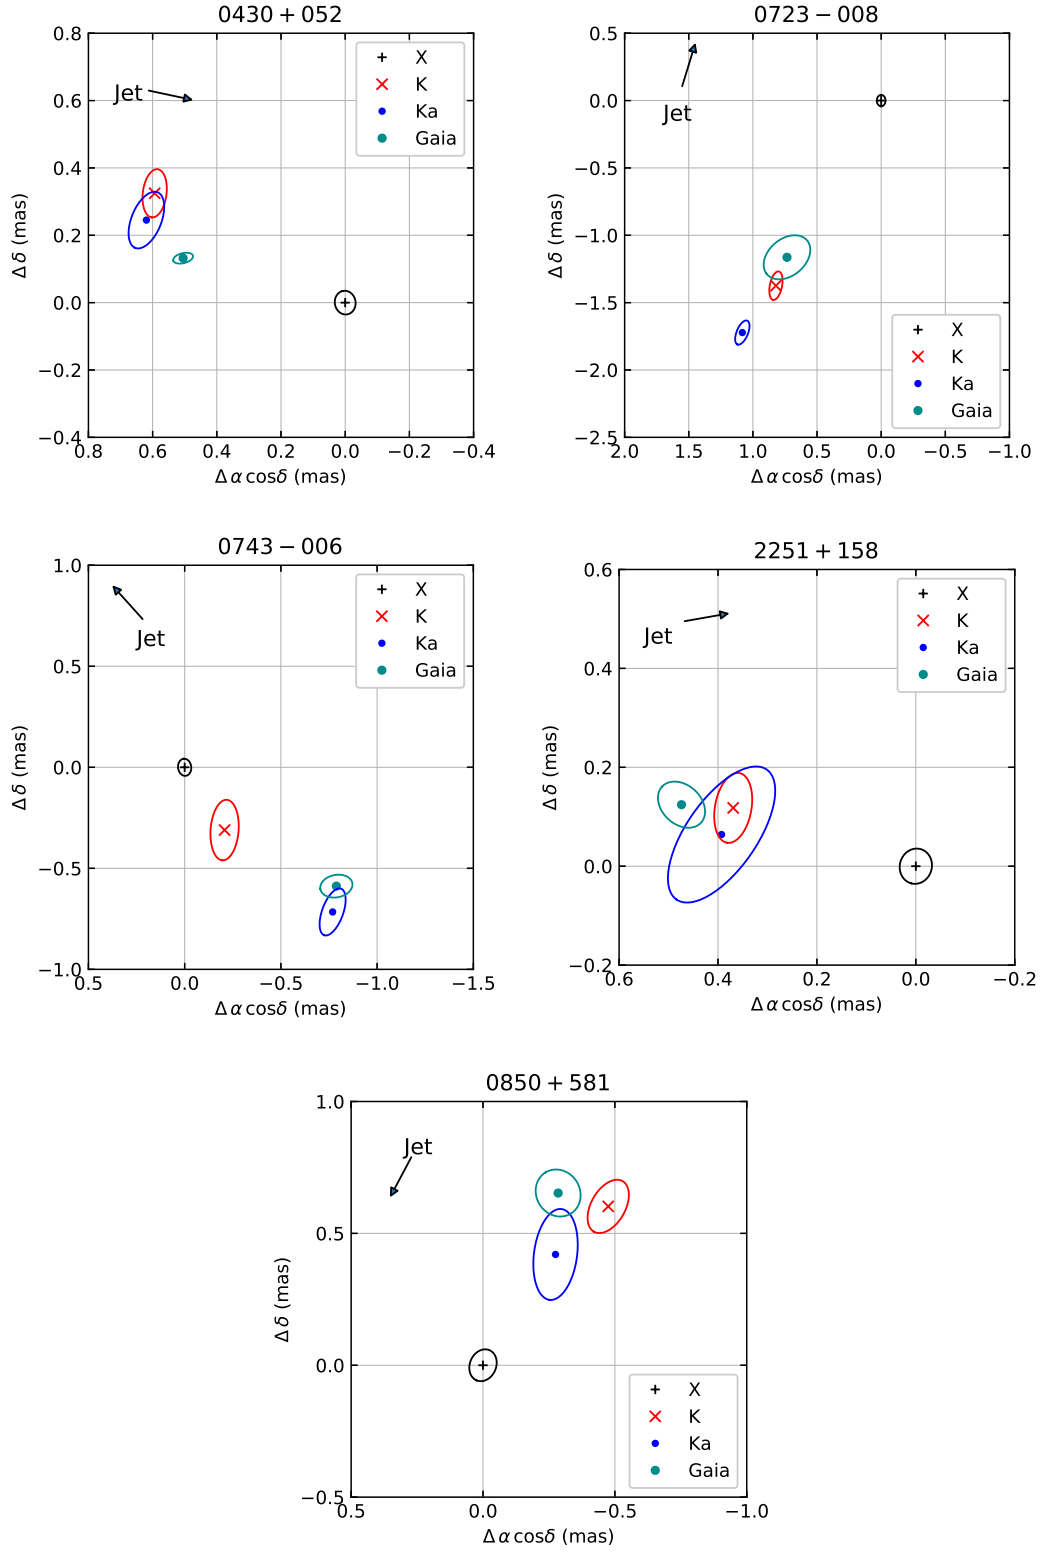 0430 + 052
0.8
0.6
0.4
0.2
0.0
−0.2
−0.4
0.8 0.6 0.4 0.2 0.0 −0.2 −0.4
Δ δ (mas)
Δ α cosδ (mas)
Jet
X
K
Ka
Gaia
0723 − 008
0.5
0.0
−0.5
−1.0
−1.5
−2.0
−2.5
2.0 1.5 1.0 0.5 0.0 −0.5 −1.0
Δ δ (mas)
Δ α cosδ (mas)
Jet
X
K
Ka
Gaia
0743 − 006
1.0
0.5
0.0
−0.5
−1.0
0.5 0.0 −0.5 −1.0 −1.5
Δ δ (mas)
Δ α cosδ (mas)
Jet
X
K
Ka
Gaia
2251 + 158
0.6
0.4
0.2
0.0
−0.2
0.6 0.4 0.2 0.0 −0.2
Δ δ (mas)
Δ α cosδ (mas)
Jet
X
K
Ka
Gaia
0850 + 581
1.0
0.5
0.0
−0.5
0.5 0.0 −0.5 −1.0
Δ δ (mas)
Δ α cosδ (mas)
Jet
X
K
Ka
Gaia